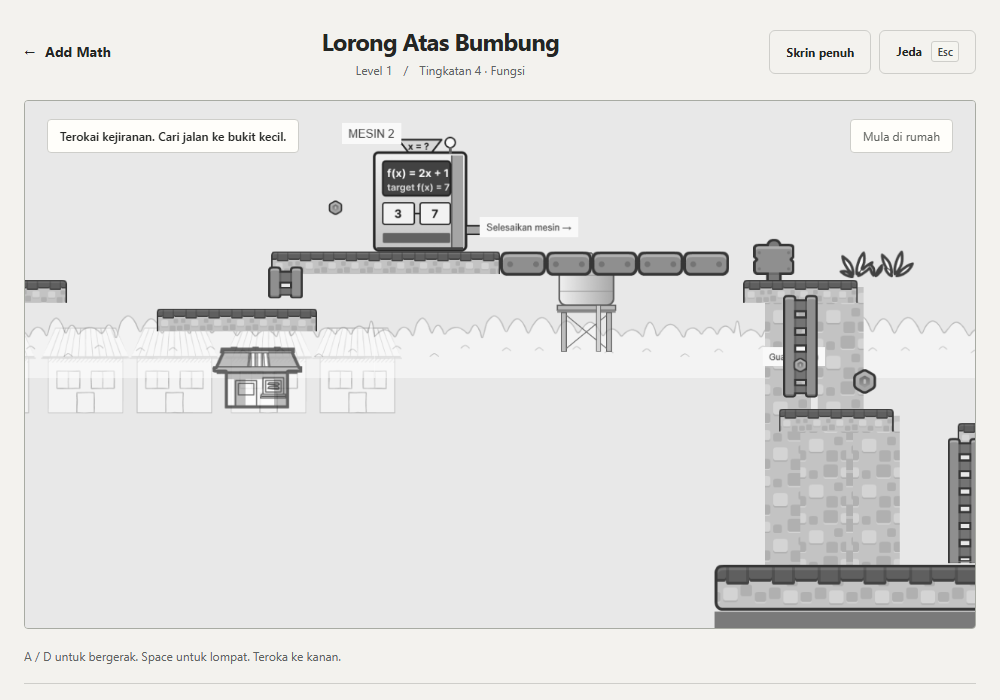 ← Add Math
Lorong Atas Bumbung
Level 1 / Tingkatan 4 · Fungsi
Skrin penuh
Jeda Esc
Terokai kejiranan. Cari jalan ke bukit kecil.
Mula di rumah
MESIN 2
x = ?
f(x) = 2x + 1
target f(x) = 7
3 7
Selesaikan mesin →
A / D untuk bergerak. Space untuk lompat. Teroka ke kanan.